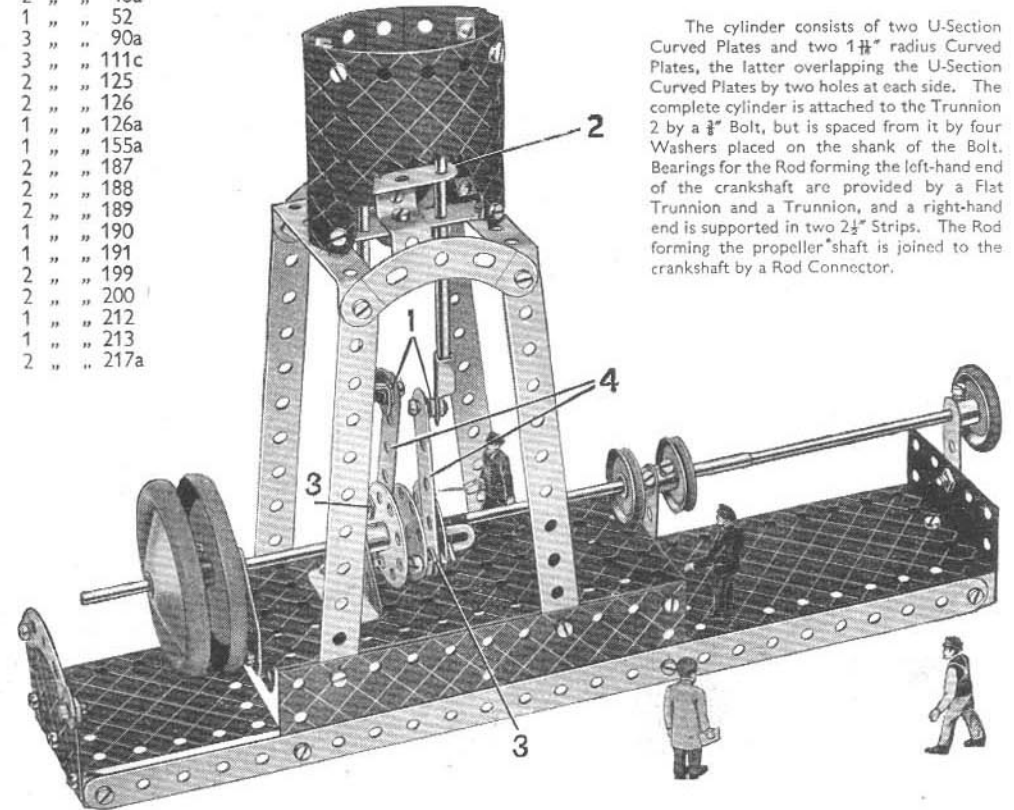 1 „ „ 52
3 „ „ 90a
3 „ „ 111c
2 „ „ 125
2 „ „ 126
1 „ „ 126a
1 „ „ 155a
2 „ „ 187
2 „ „ 188
2 „ „ 189
1 „ „ 190
1 „ „ 191
2 „ „ 199
2 „ „ 200
1 „ „ 212
1 „ „ 213
2 „ „ 217a
The cylinder consists of two U-Section
Curved Plates and two 1 11/16″ radius Curved
Plates, the latter overlapping the U-Section
Curved Plates by two holes at each side. The
complete cylinder is attached to the Trunnion
2 by a ⅜″ Bolt, but is spaced from it by four
Washers placed on the shank of the Bolt.
Bearings for the Rod forming the left-hand end
of the crankshaft are provided by a Flat
Trunnion and a Trunnion, and a right-hand
end is supported in two 2½″ Strips. The Rod
forming the propeller shaft is joined to the
crankshaft by a Rod Connector.
2
1
4
3
3